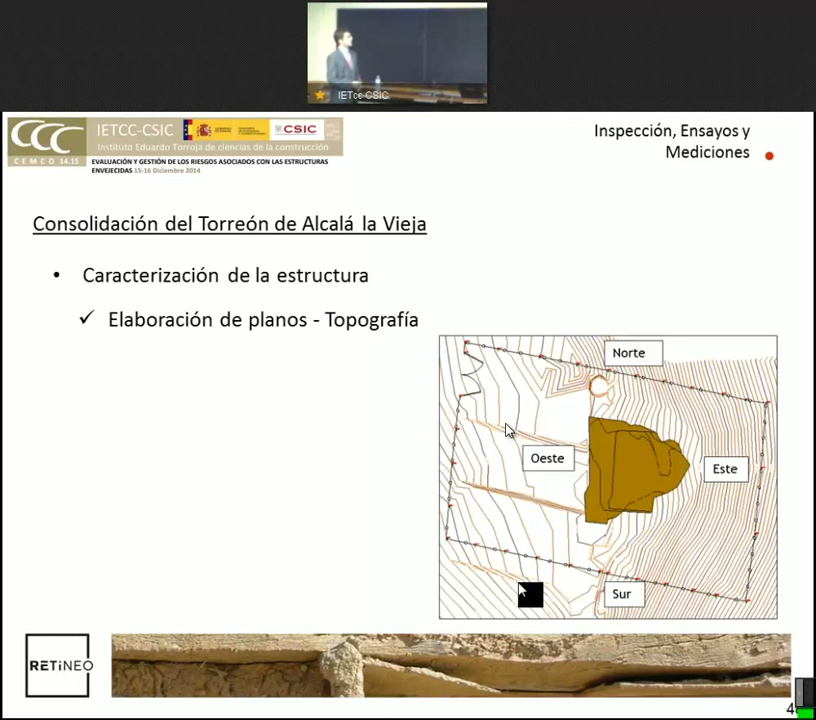 IETcc-CSIC
CCC
CEMCO 14.15
IETCC-CSIC
CSIC
Instituto Eduardo Torroja de ciencias de la construcción
EVALUACIÓN Y GESTIÓN DE LOS RIESGOS ASOCIADOS CON LAS ESTRUCTURAS
ENVEJECIDAS 15-16 Diciembre 2014
Inspección, Ensayos y
Mediciones
Consolidación del Torreón de Alcalá la Vieja
• Caracterización de la estructura
✓ Elaboración de planos - Topografía
Norte
Oeste
Este
Sur
RETINEO